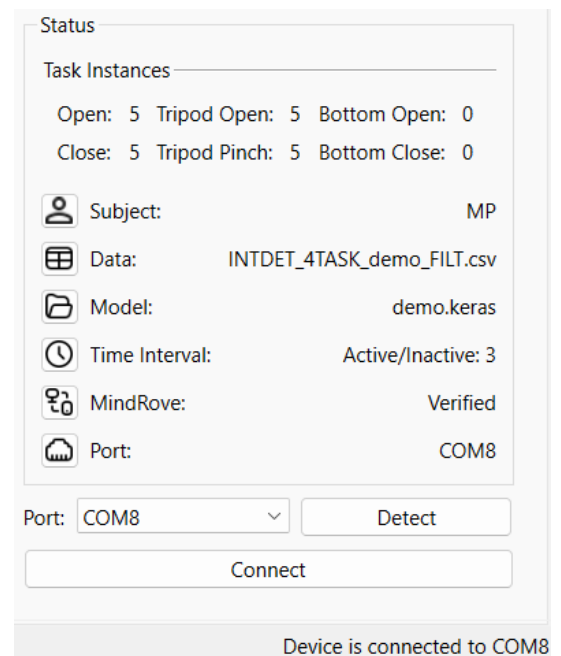 Status
Task Instances
Open: 5 Tripod Open: 5 Bottom Open: 0
Close: 5 Tripod Pinch: 5 Bottom Close: 0
Subject: MP
Data: INTDET_4TASK_demo_FILT.csv
Model: demo.keras
Time Interval: Active/Inactive: 3
MindRove: Verified
Port: COM8
Port: COM8 Detect
Connect
Device is connected to COM8